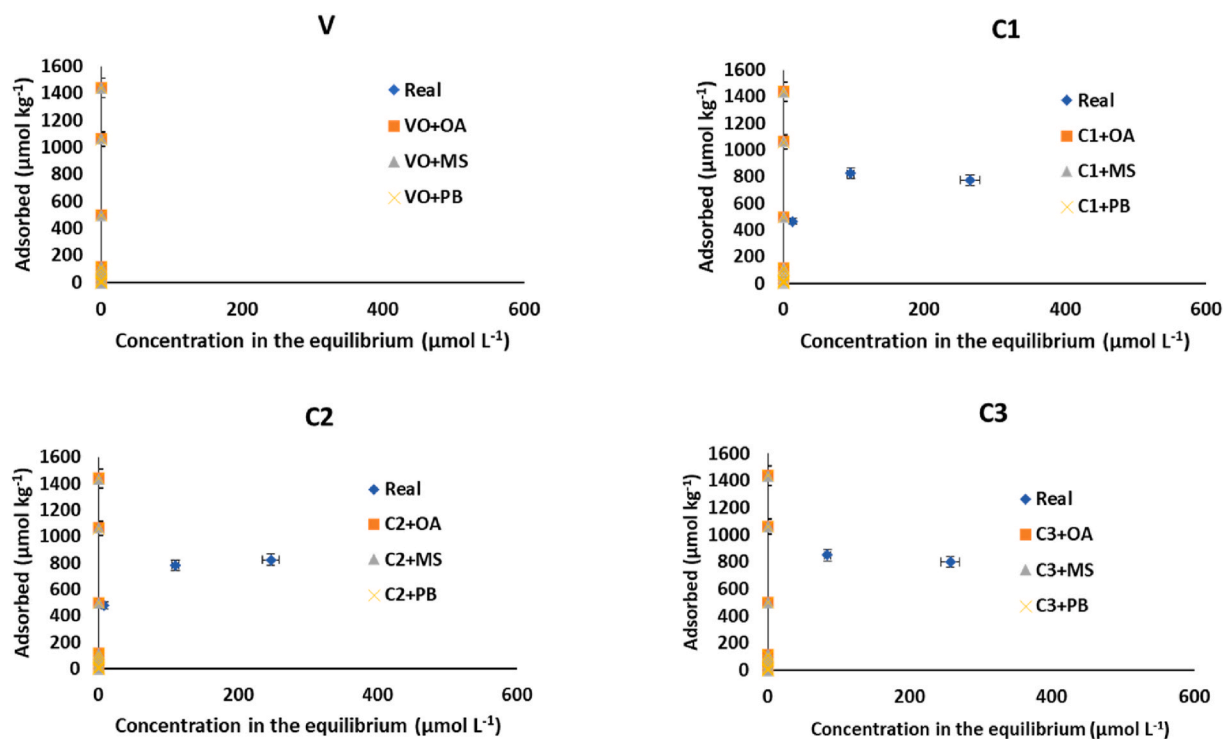 V
1600
1400
1200
1000
800
600
400
200
0
Adsorbed (μmol kg⁻¹)
0 200 400 600
Concentration in the equilibrium (μmol L⁻¹)
Real
VO+OA
VO+MS
VO+PB
C1
1600
1400
1200
1000
800
600
400
200
0
Adsorbed (μmol kg⁻¹)
0 200 400 600
Concentration in the equilibrium (μmol L⁻¹)
Real
C1+OA
C1+MS
C1+PB
C2
1600
1400
1200
1000
800
600
400
200
0
Adsorbed (μmol kg⁻¹)
0 200 400 600
Concentration in the equilibrium (μmol L⁻¹)
Real
C2+OA
C2+MS
C2+PB
C3
1600
1400
1200
1000
800
600
400
200
0
Adsorbed (μmol kg⁻¹)
0 200 400 600
Concentration in the equilibrium (μmol L⁻¹)
Real
C3+OA
C3+MS
C3+PB